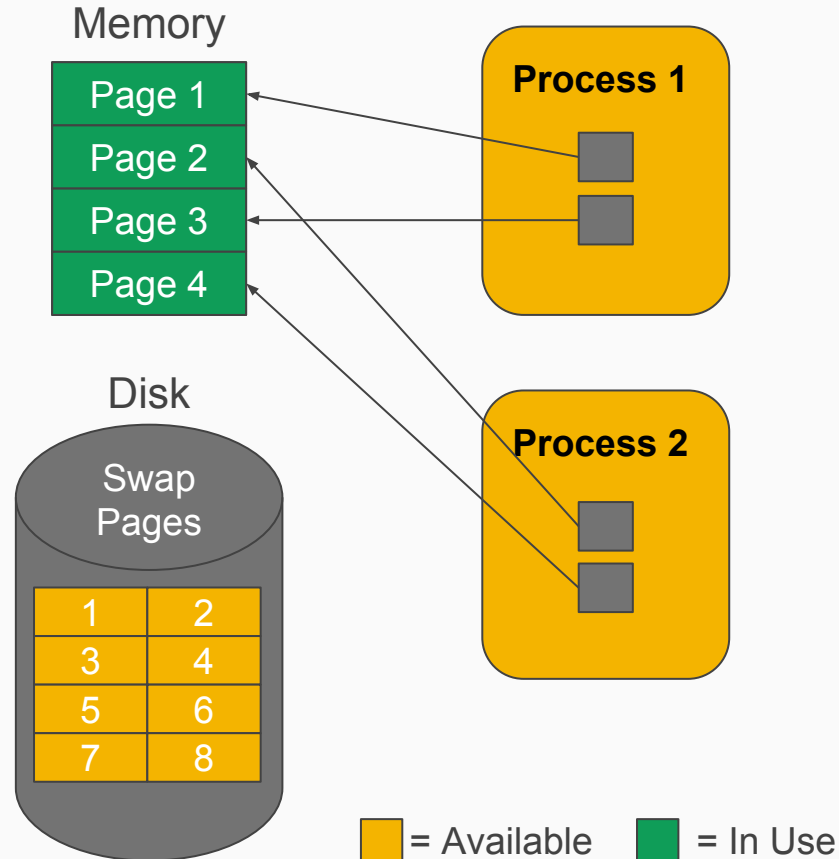 Memory
Page 1
Page 2
Page 3
Page 4
Process 1
Disk
Swap
Pages
1 2
3 4
5 6
7 8
Process 2
= Available = In Use